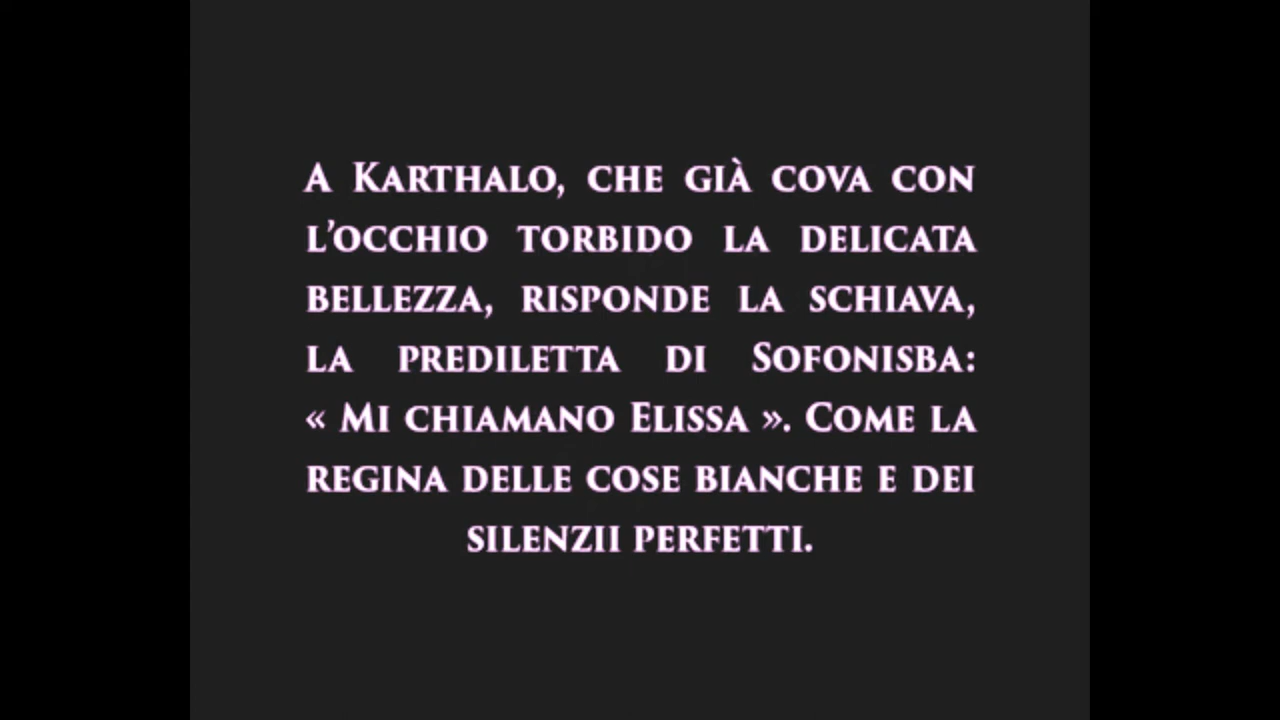 A Karthalo, che già cova con
l’occhio torbido la delicata
bellezza, risponde la schiava,
la prediletta di Sofonisba:
« Mi chiamano Elissa ». Come la
regina delle cose bianche e dei
silenzii perfetti.